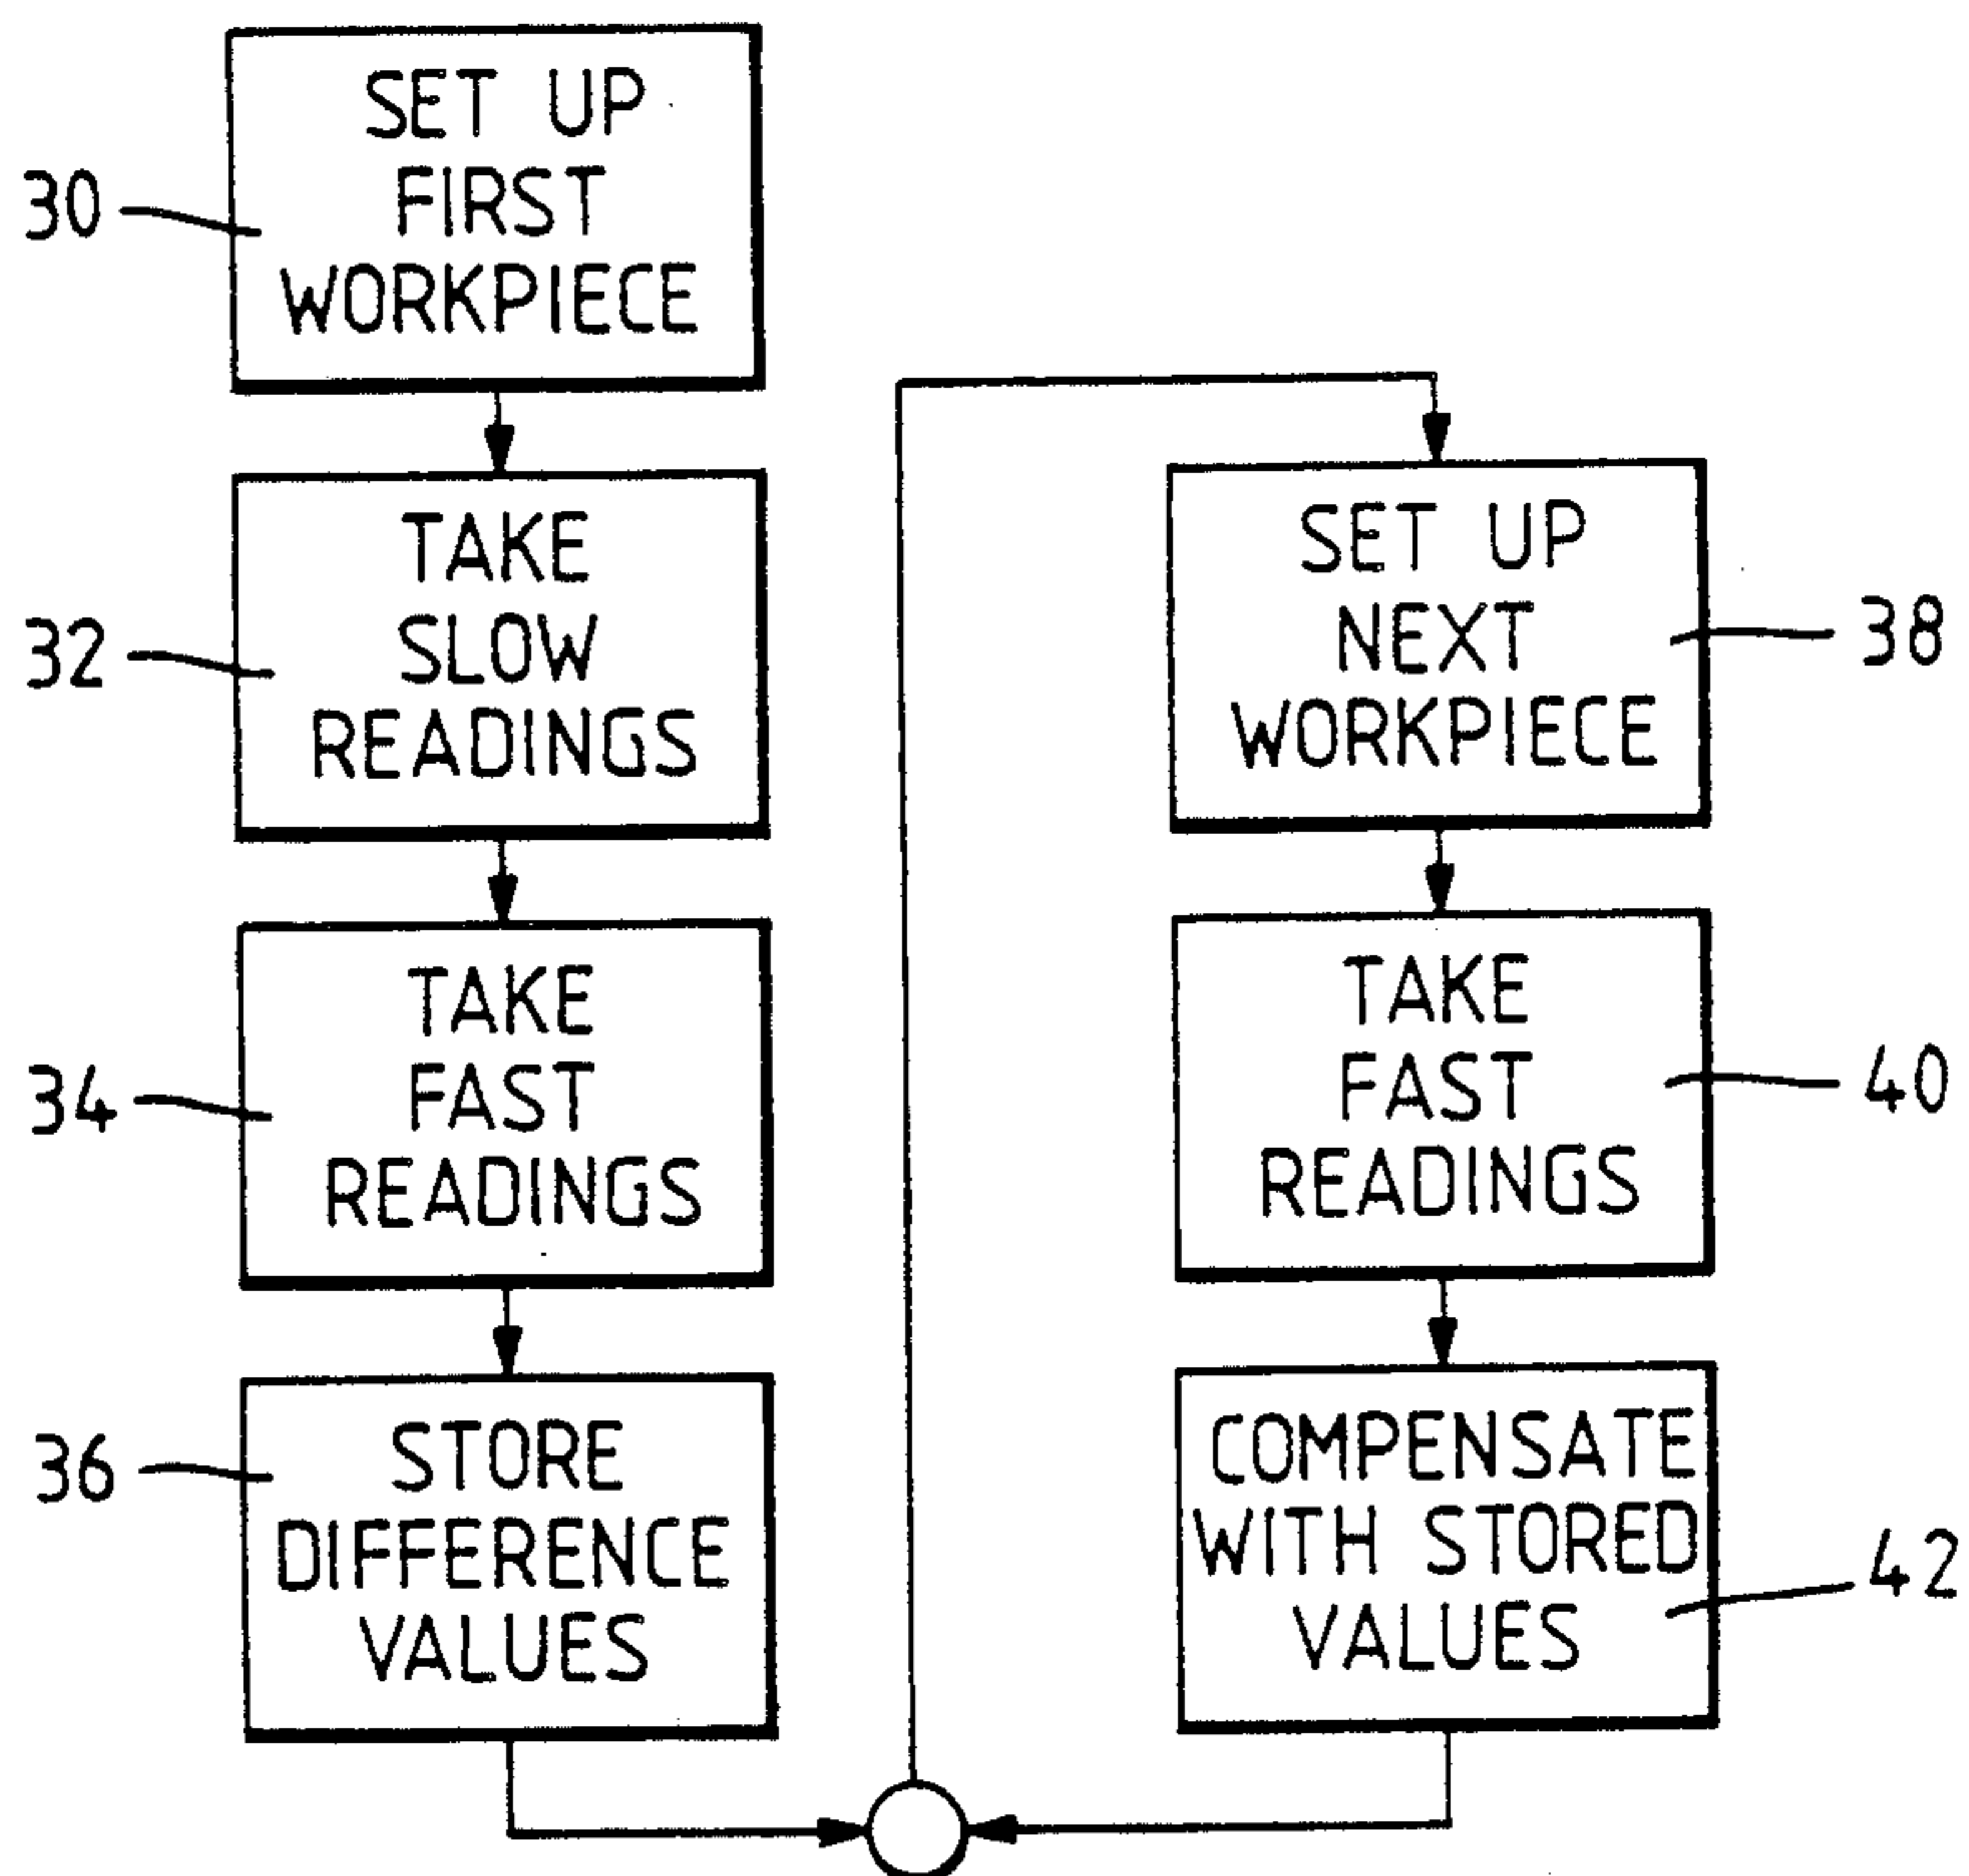 30
SET UP
FIRST
WORKPIECE
32
TAKE
SLOW
READINGS
34
TAKE
FAST
READINGS
36
STORE
DIFFERENCE
VALUES
SET UP
NEXT
WORKPIECE
38
TAKE
FAST
READINGS
40
COMPENSATE
WITH STORED
VALUES
42